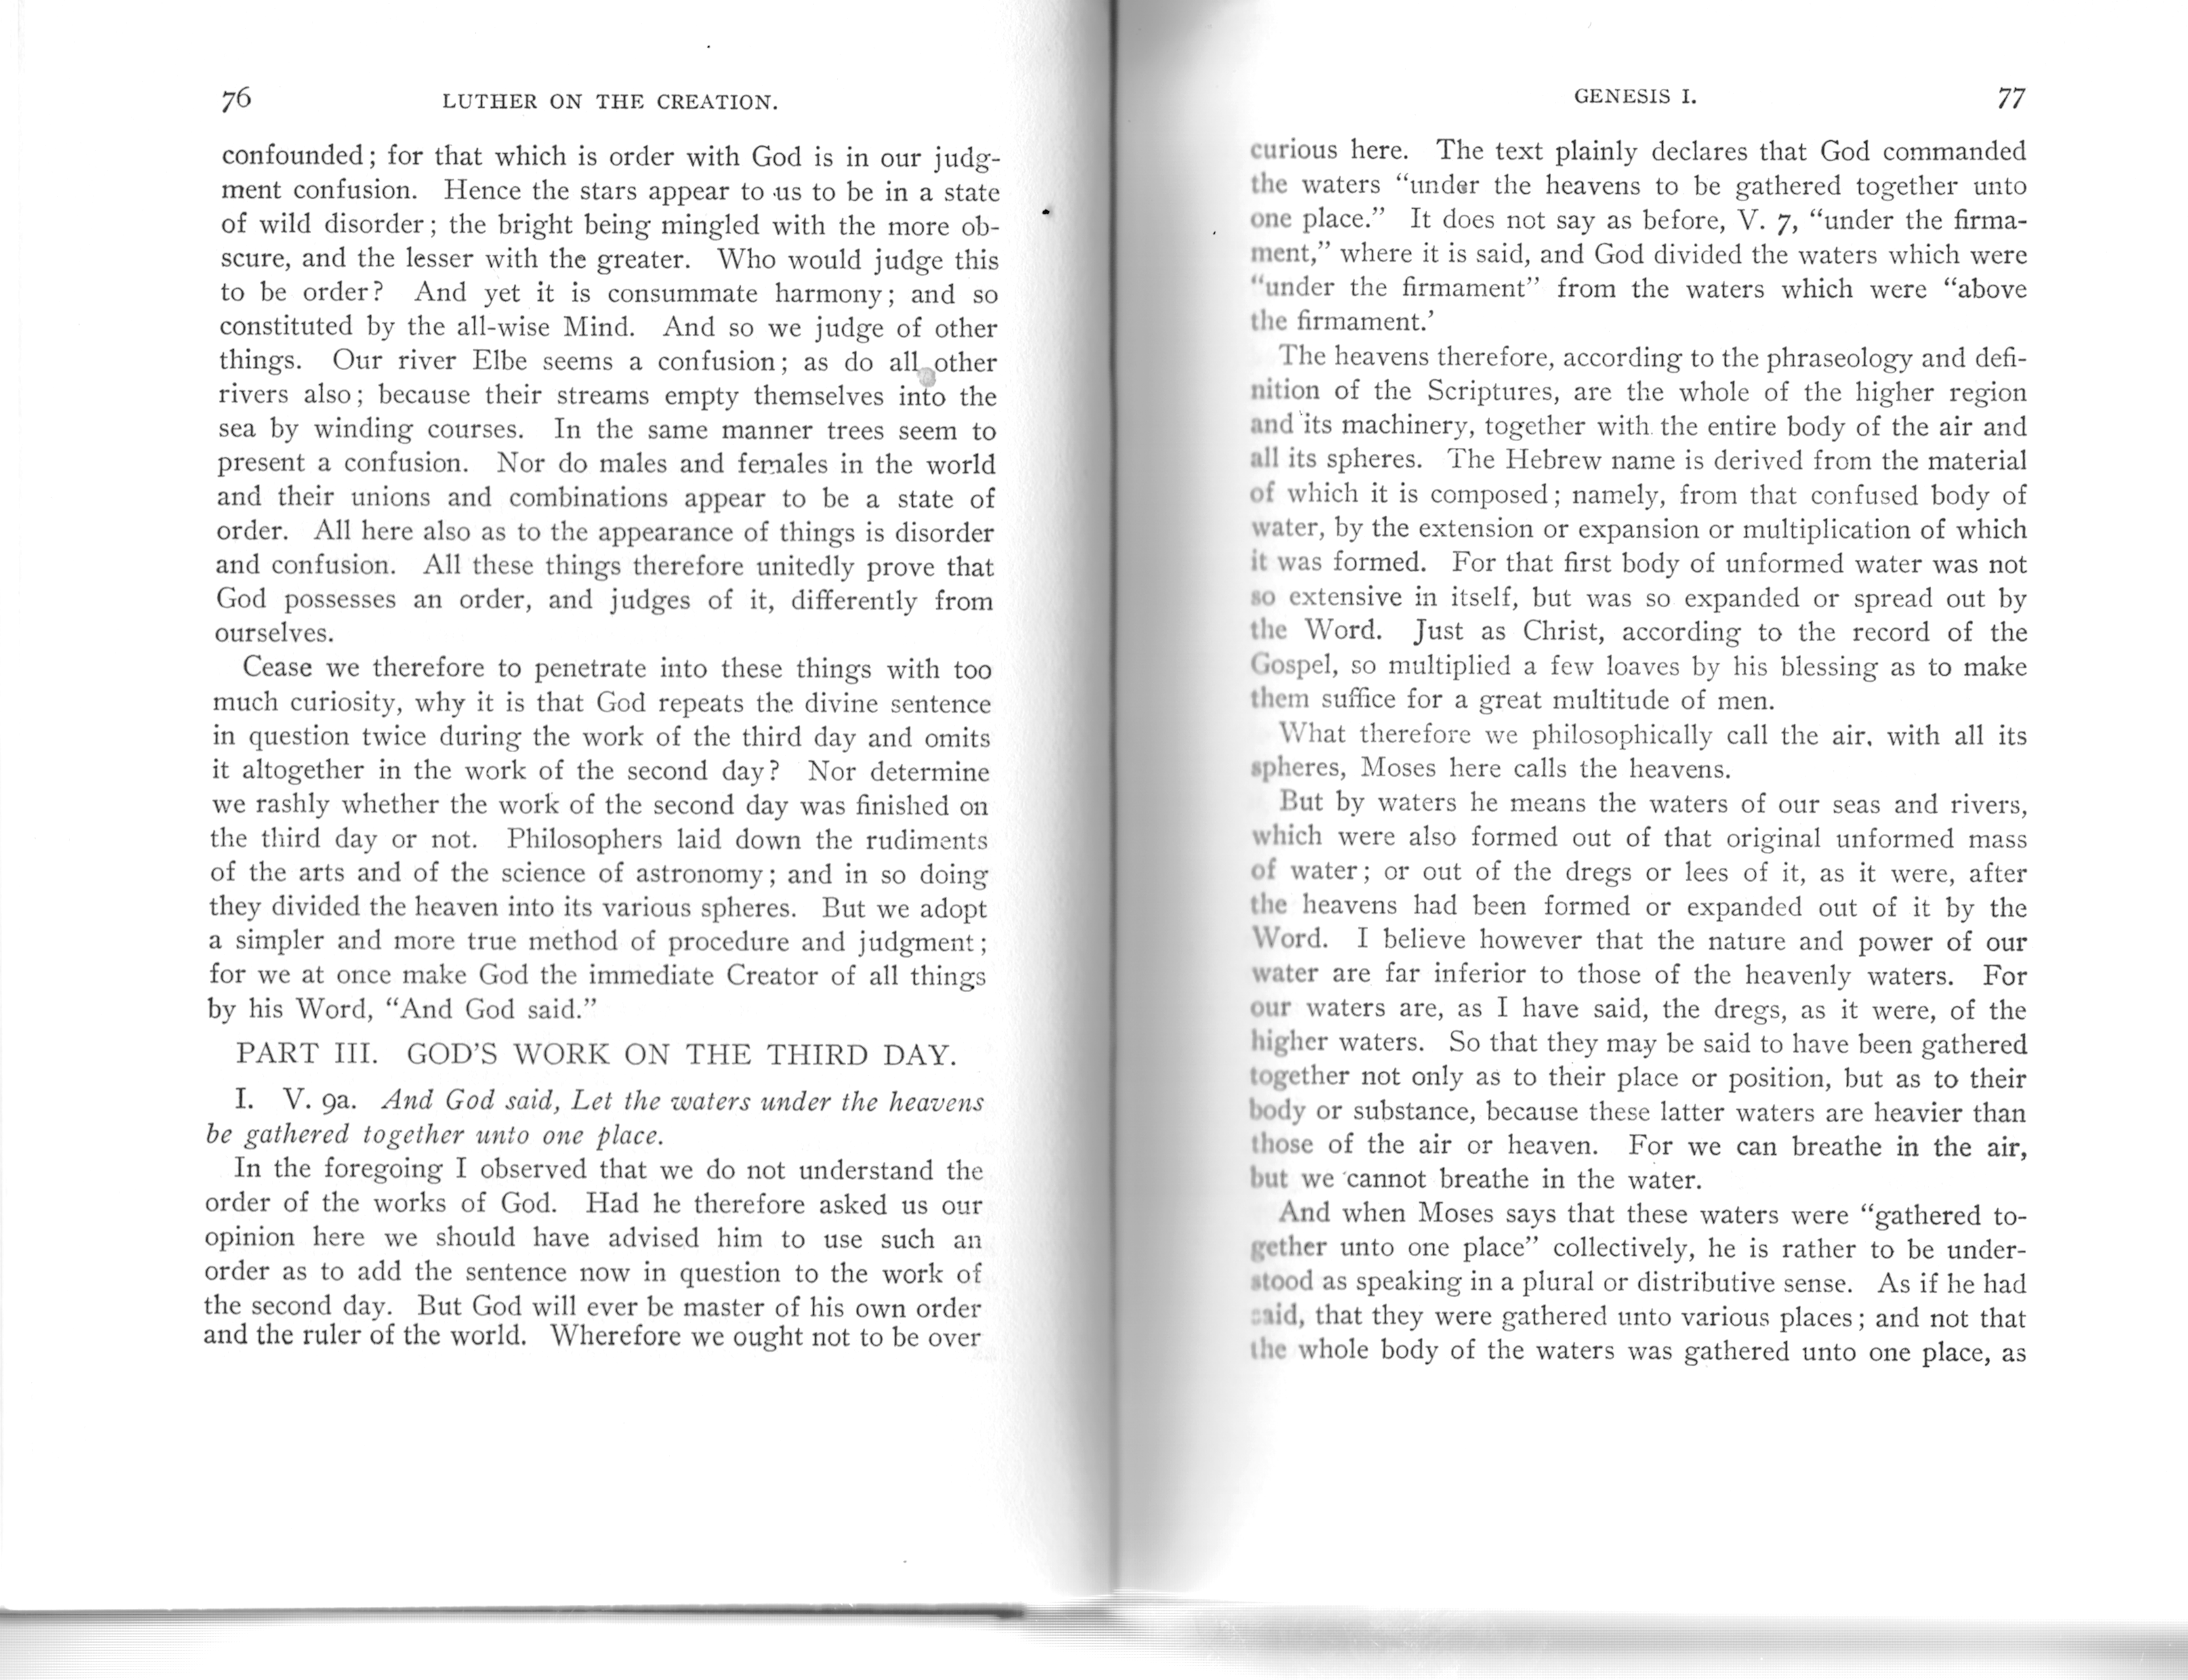 76 LUTHER ON THE CREATION.
confounded; for that which is order with God is in our judg-
ment confusion. Hence the stars appear to us to be in a state
of wild disorder; the bright being mingled with the more ob-
scure, and the lesser with the greater. Who would judge this
to be order? And yet it is consummate harmony; and so
constituted by the all-wise Mind. And so we judge of other
things. Our river Elbe seems a confusion; as do all other
rivers also; because their streams empty themselves into the
sea by winding courses. In the same manner trees seem to
present a confusion. Nor do males and females in the world
and their unions and combinations appear to be a state of
order. All here also as to the appearance of things is disorder
and confusion. All these things therefore unitedly prove that
God possesses an order, and judges of it, differently from
ourselves.
Cease we therefore to penetrate into these things with too
much curiosity, why it is that God repeats the divine sentence
in question twice during the work of the third day and omits
it altogether in the work of the second day? Nor determine
we rashly whether the work of the second day was finished on
the third day or not. Philosophers laid down the rudiments
of the arts and of the science of astronomy; and in so doing
they divided the heaven into its various spheres. But we adopt
a simpler and more true method of procedure and judgment;
for we at once make God the immediate Creator of all things
by his Word, “And God said.”
PART III. GOD’S WORK ON THE THIRD DAY.
I. V. 9a. And God said, Let the waters under the heavens
be gathered together unto one place.
In the foregoing I observed that we do not understand the
order of the works of God. Had he therefore asked us our
opinion here we should have advised him to use such an
order as to add the sentence now in question to the work of
the second day. But God will ever be master of his own order
and the ruler of the world. Wherefore we ought not to be over
GENESIS I. 77
curious here. The text plainly declares that God commanded
the waters “under the heavens to be gathered together unto
one place.” It does not say as before, V. 7, “under the firma-
ment,” where it is said, and God divided the waters which were
“under the firmament” from the waters which were “above
the firmament.’
The heavens therefore, according to the phraseology and defi-
nition of the Scriptures, are the whole of the higher region
and its machinery, together with the entire body of the air and
all its spheres. The Hebrew name is derived from the material
of which it is composed; namely, from that confused body of
water, by the extension or expansion or multiplication of which
it was formed. For that first body of unformed water was not
so extensive in itself, but was so expanded or spread out by
the Word. Just as Christ, according to the record of the
Gospel, so multiplied a few loaves by his blessing as to make
them suffice for a great multitude of men.
What therefore we philosophically call the air, with all its
spheres, Moses here calls the heavens.
But by waters he means the waters of our seas and rivers,
which were also formed out of that original unformed mass
of water; or out of the dregs or lees of it, as it were, after
the heavens had been formed or expanded out of it by the
Word. I believe however that the nature and power of our
water are far inferior to those of the heavenly waters. For
our waters are, as I have said, the dregs, as it were, of the
higher waters. So that they may be said to have been gathered
together not only as to their place or position, but as to their
body or substance, because these latter waters are heavier than
those of the air or heaven. For we can breathe in the air,
but we cannot breathe in the water.
And when Moses says that these waters were “gathered to-
gether unto one place” collectively, he is rather to be under-
stood as speaking in a plural or distributive sense. As if he had
said, that they were gathered unto various places; and not that
the whole body of the waters was gathered unto one place, as